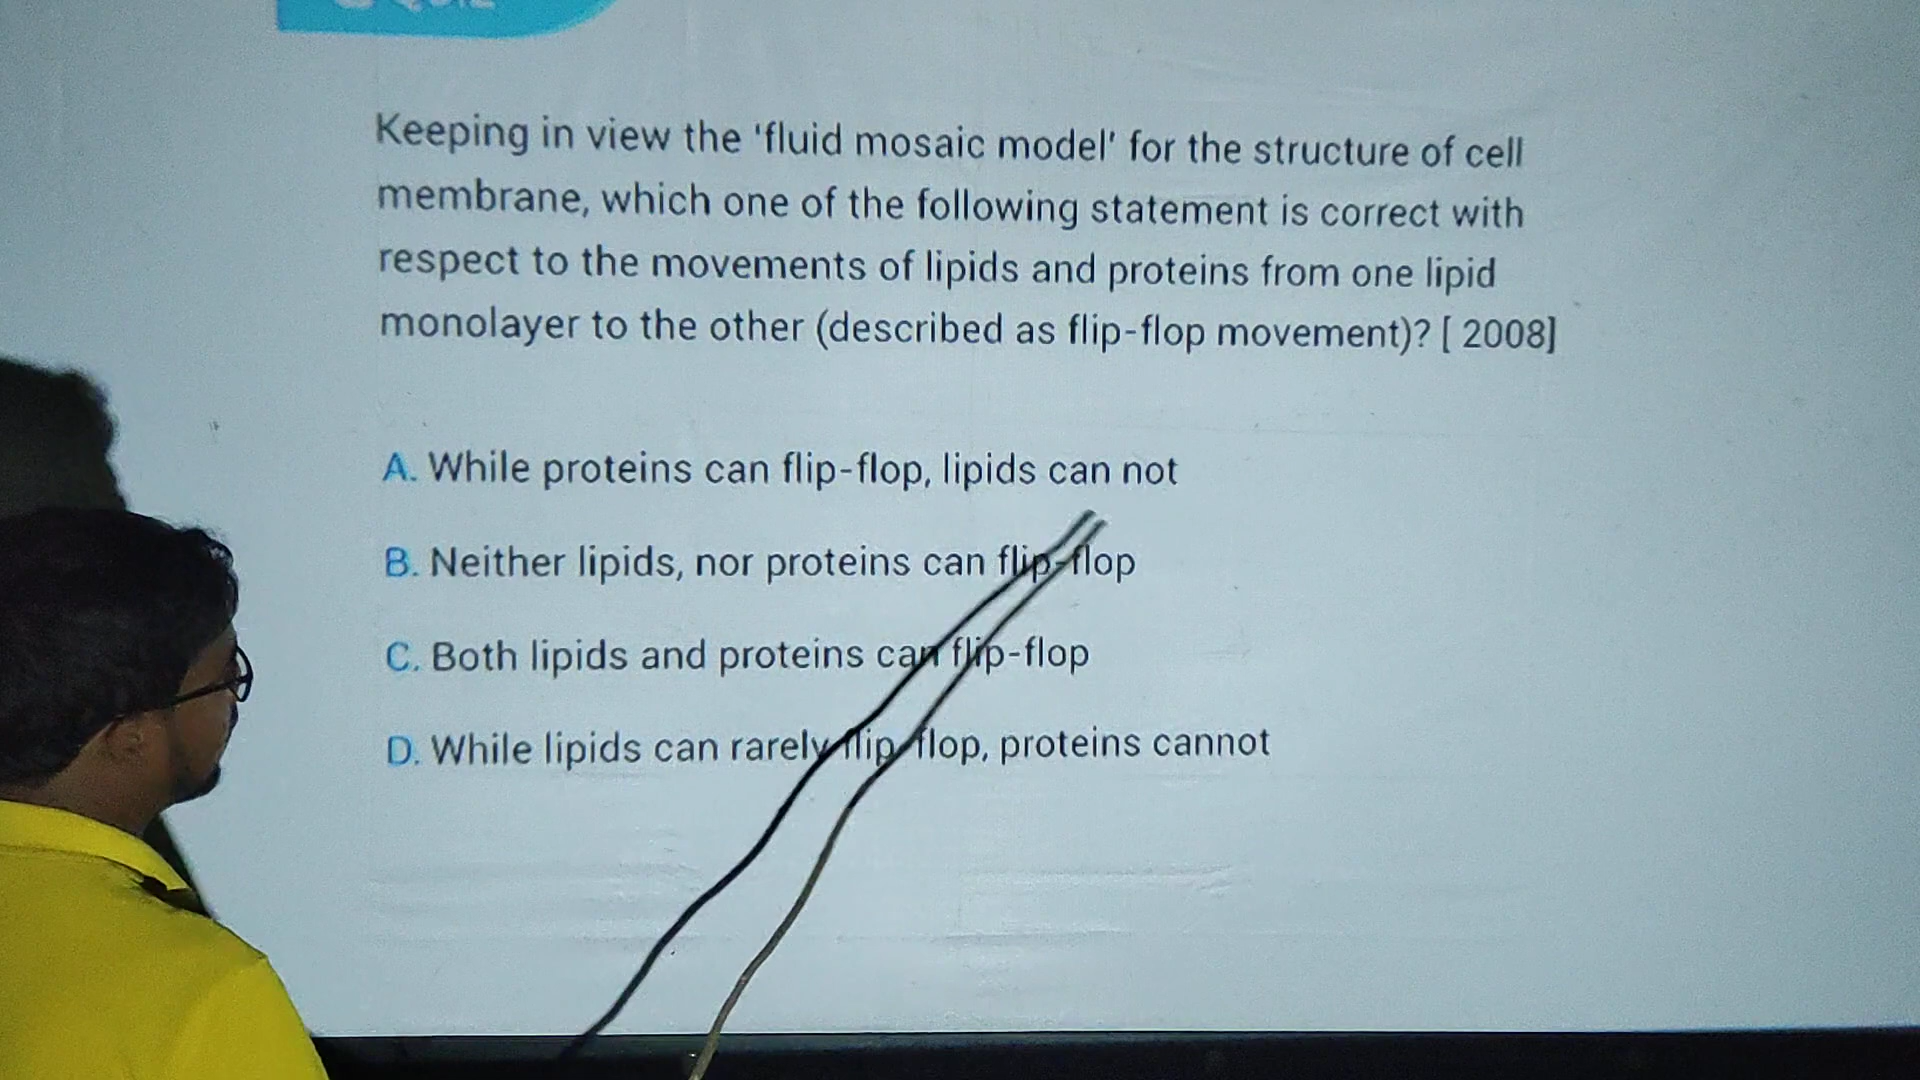 QUIZ
Keeping in view the 'fluid mosaic model' for the structure of cell
membrane, which one of the following statement is correct with
respect to the movements of lipids and proteins from one lipid
monolayer to the other (described as flip-flop movement)? [ 2008]
A. While proteins can flip-flop, lipids can not
B. Neither lipids, nor proteins can flip-flop
C. Both lipids and proteins can flip-flop
D. While lipids can rarely flip-flop, proteins cannot